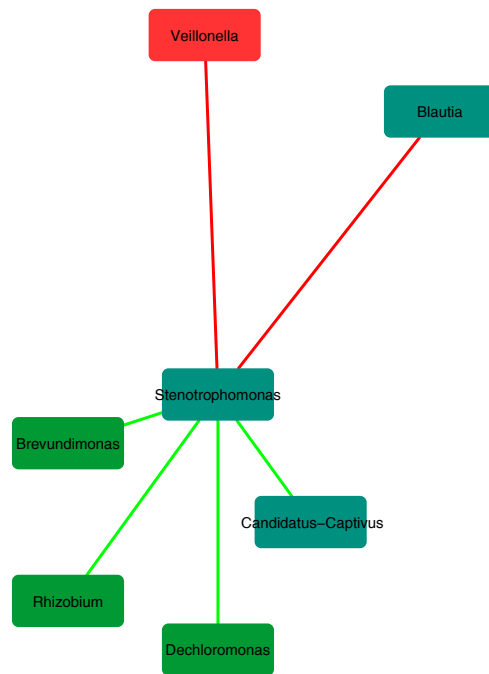 Veillonella
Blautia
Stenotrophomonas
Brevundimonas
Candidatus−Captivus
Rhizobium
Dechloromonas